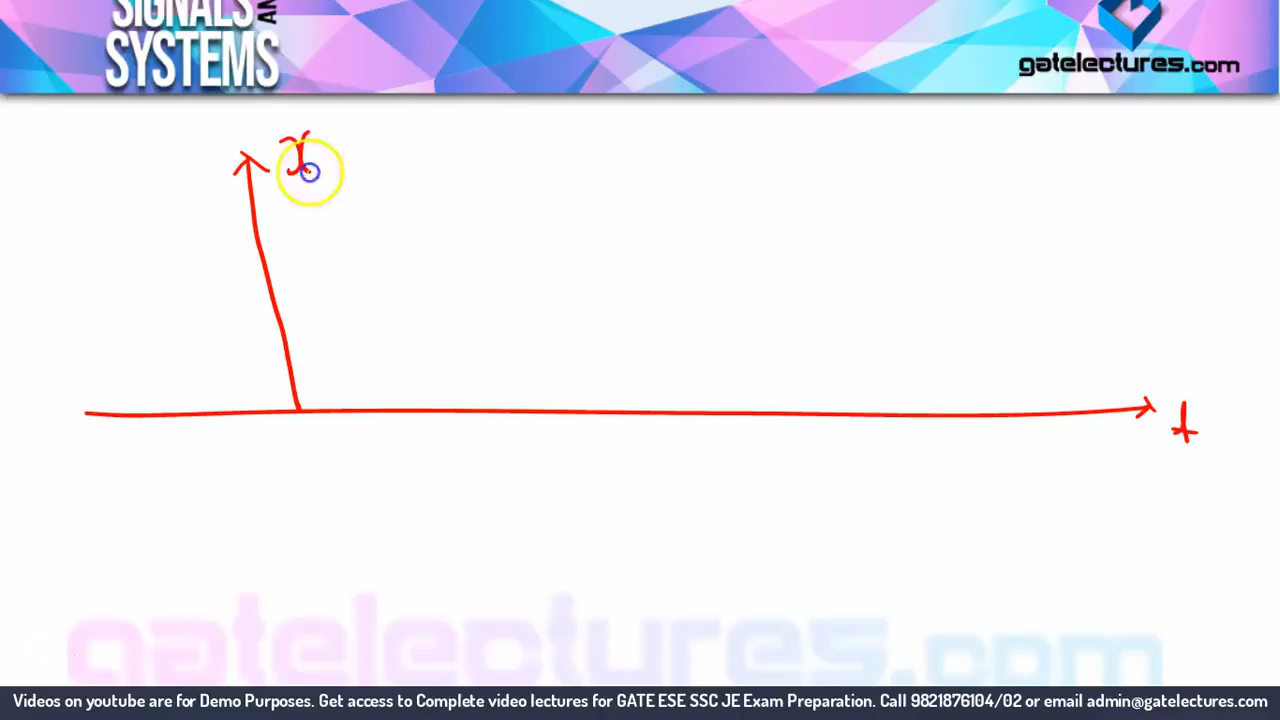 SIGNALS AND
SYSTEMS
gatelectures.com
x
t
gatelectures.com
Videos on youtube are for Demo Purposes. Get access to Complete video lectures for GATE ESE SSC JE Exam Preparation. Call 9821876104/02 or email admin@gatelectures.com